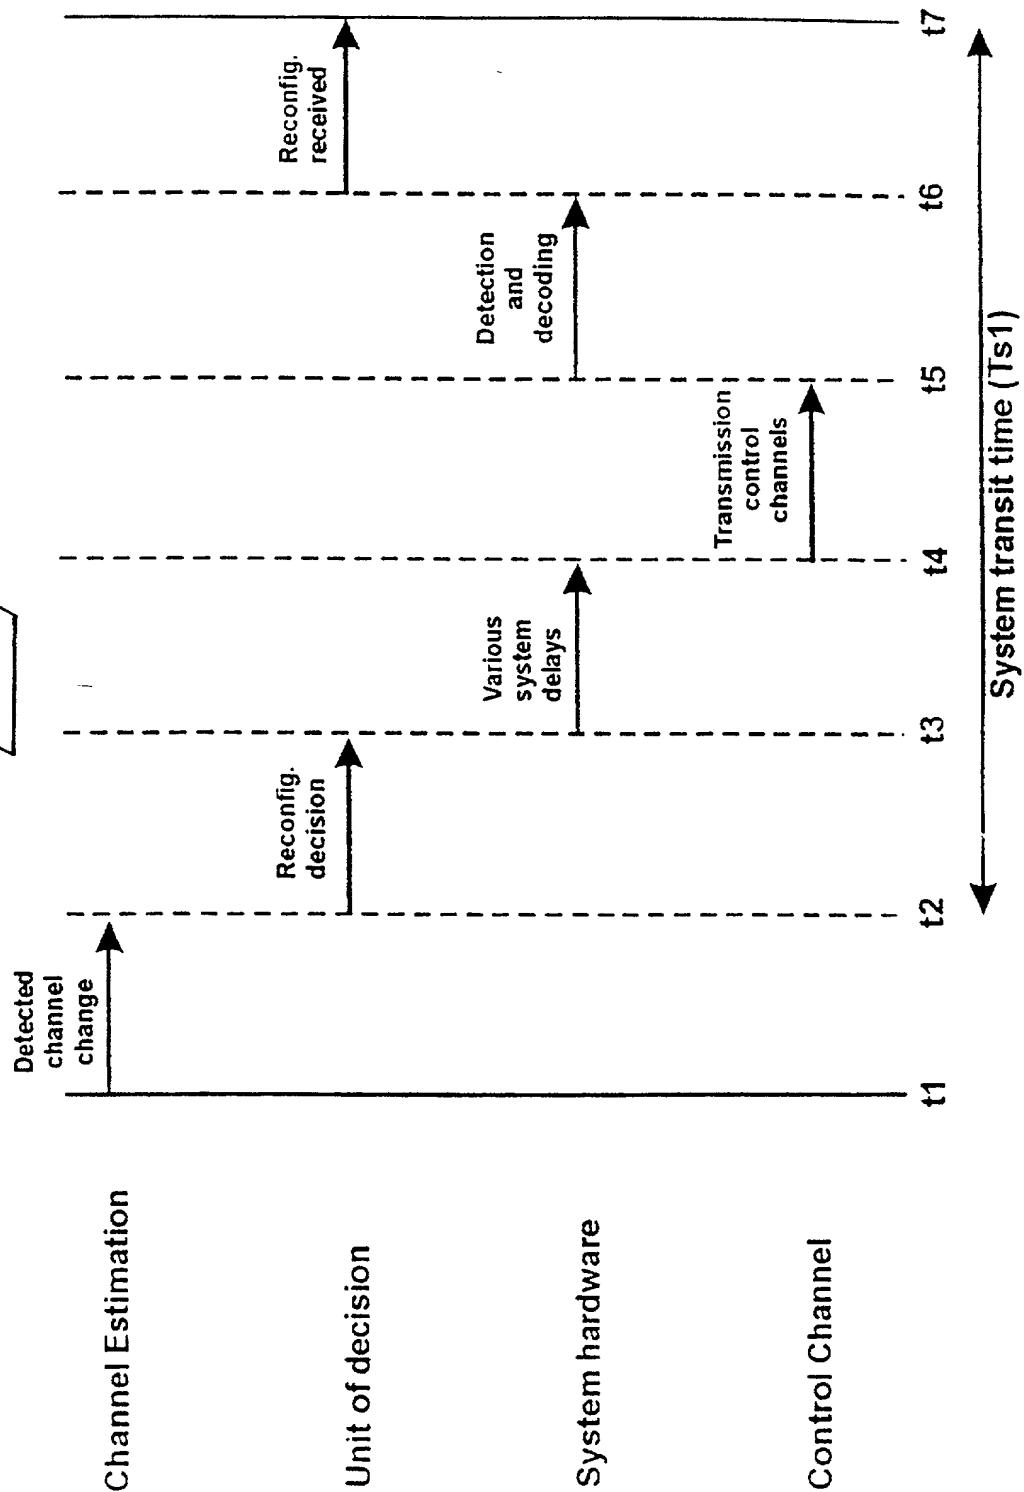 Channel Estimation
Detected
channel
change
Unit of decision
Reconfig.
decision
Reconfig.
received
System hardware
Various
system
delays
Detection
and
decoding
Control Channel
Transmission
control
channels
t1
t2
t3
t4
t5
t6
t7
System transit time (Ts1)